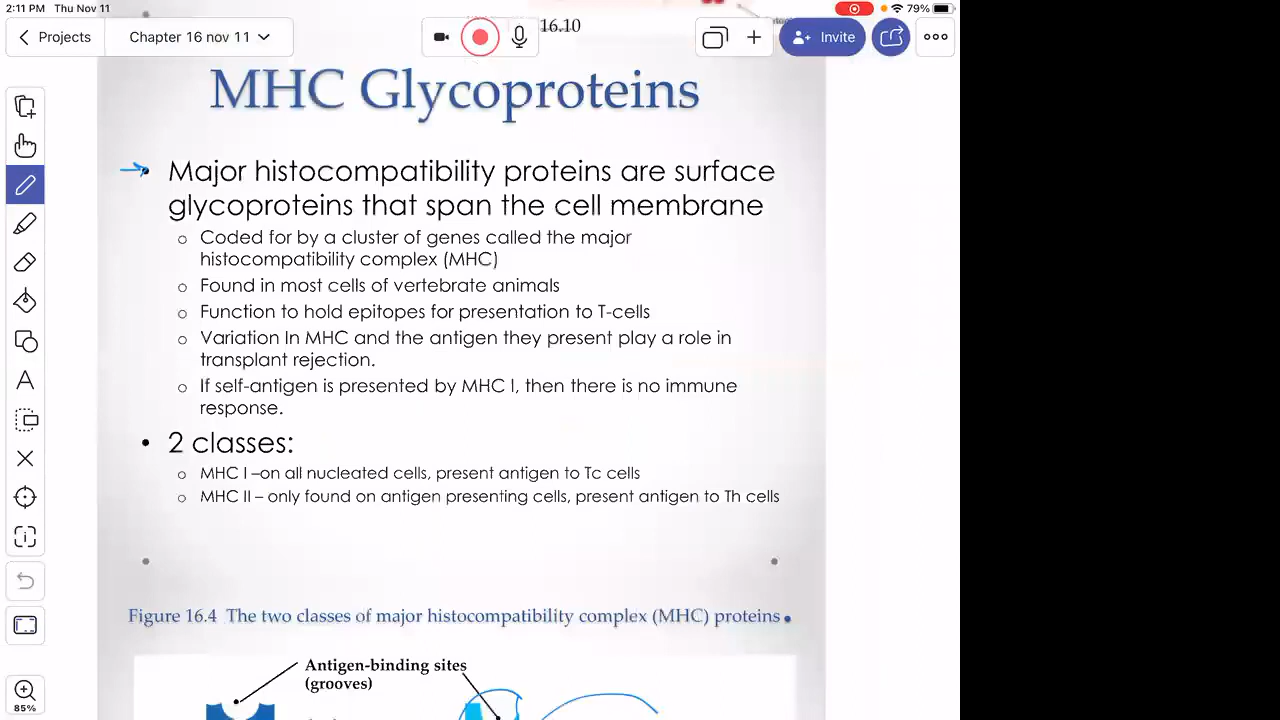 2:11 PM Thu Nov 11
79%
16.10
Projects
Chapter 16 nov 11
Invite
MHC Glycoproteins
Major histocompatibility proteins are surface
glycoproteins that span the cell membrane
Coded for by a cluster of genes called the major
histocompatibility complex (MHC)
Found in most cells of vertebrate animals
Function to hold epitopes for presentation to T-cells
Variation In MHC and the antigen they present play a role in
transplant rejection.
If self-antigen is presented by MHC I, then there is no immune
response.
2 classes:
MHC I –on all nucleated cells, present antigen to Tc cells
MHC II – only found on antigen presenting cells, present antigen to Th cells
Figure 16.4 The two classes of major histocompatibility complex (MHC) proteins
Antigen-binding sites
(grooves)
85%